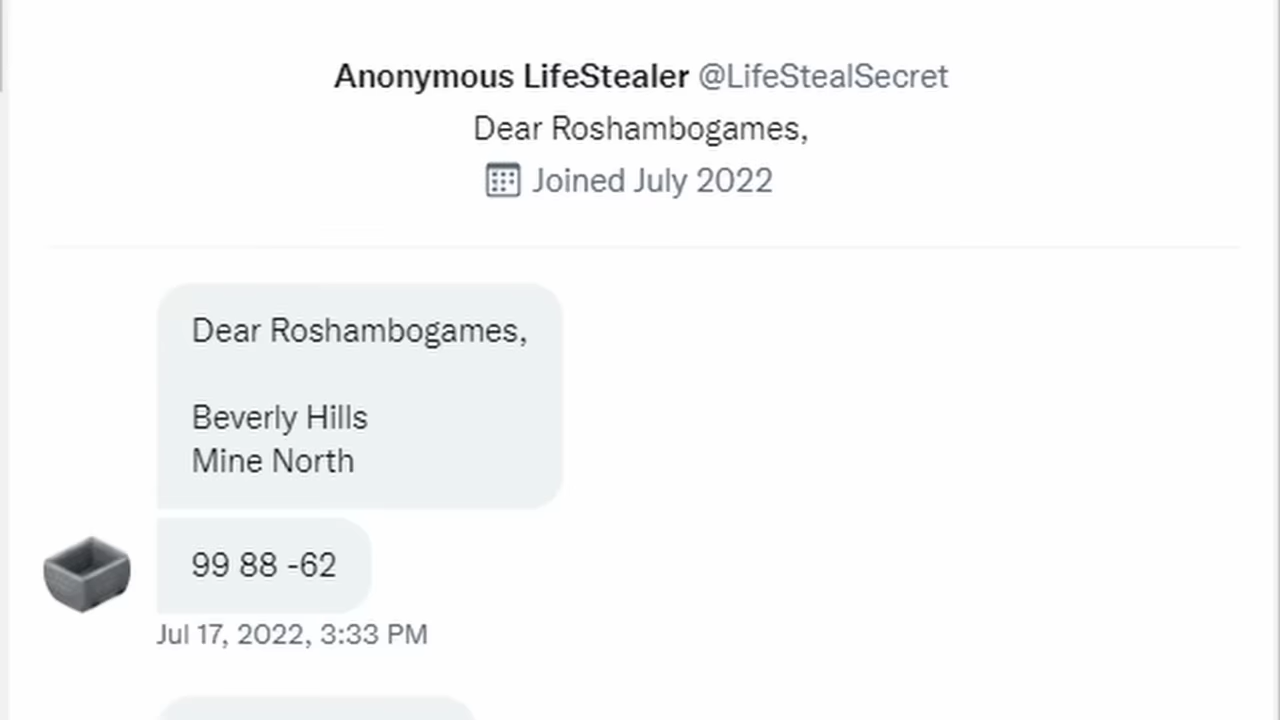 Anonymous LifeStealer @LifeStealSecret
Dear Roshambogames,
Joined July 2022
Dear Roshambogames,
Beverly Hills
Mine North
99 88 -62
Jul 17, 2022, 3:33 PM